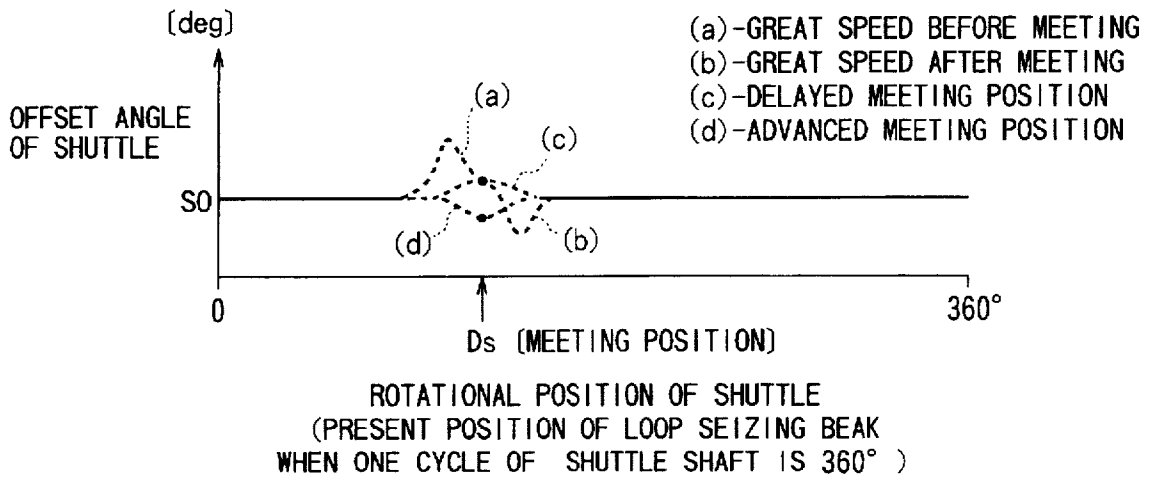 [deg]
(a)-GREAT SPEED BEFORE MEETING
(b)-GREAT SPEED AFTER MEETING
(c)-DELAYED MEETING POSITION
(d)-ADVANCED MEETING POSITION
OFFSET ANGLE
OF SHUTTLE
(a)
(c)
S0
(d)
(b)
0
360°
Ds [MEETING POSITION]
ROTATIONAL POSITION OF SHUTTLE
(PRESENT POSITION OF LOOP SEIZING BEAK
WHEN ONE CYCLE OF SHUTTLE SHAFT IS 360° )